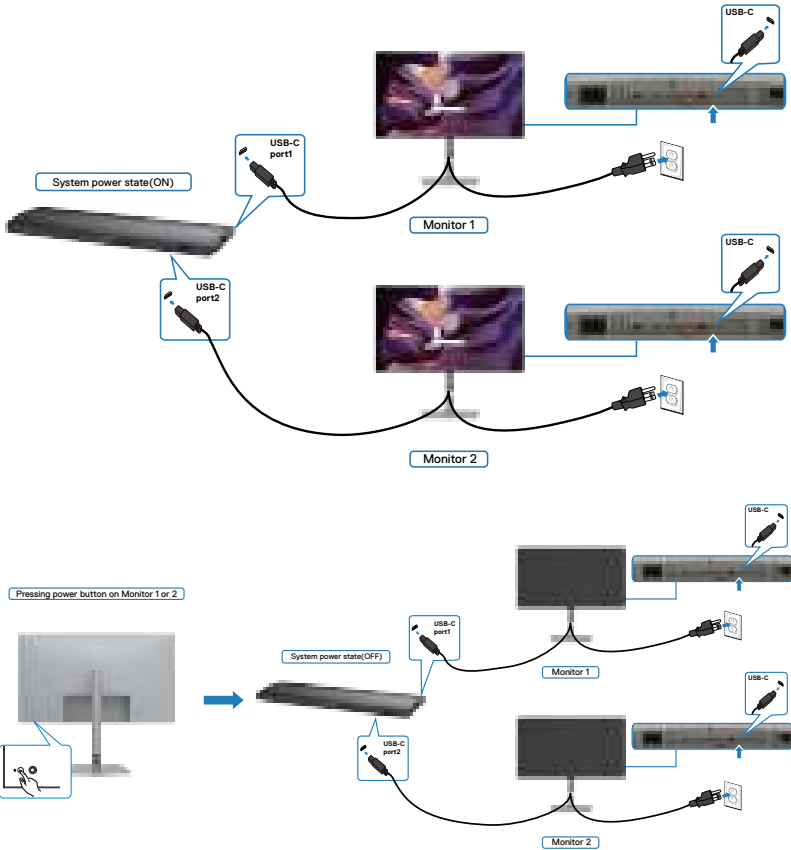 USB-C
USB-C
port1
System power state(ON)
Monitor 1
USB-C
USB-C
port2
Monitor 2
USB-C
Pressing power button on Monitor 1 or 2
USB-C
port1
System power state(OFF)
Monitor 1
USB-C
USB-C
port2
Monitor 2